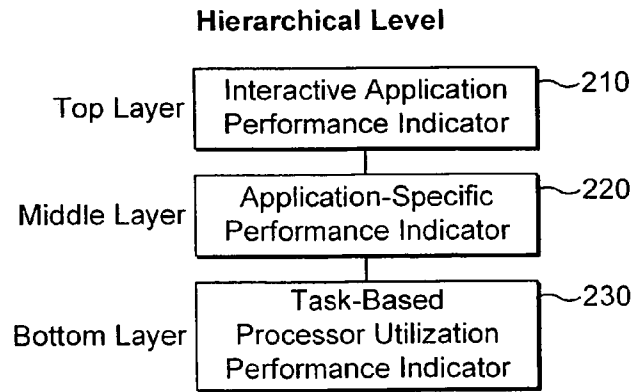 Hierarchical Level
Top Layer
Interactive Application
Performance Indicator
210
Middle Layer
Application-Specific
Performance Indicator
220
Bottom Layer
Task-Based
Processor Utilization
Performance Indicator
230